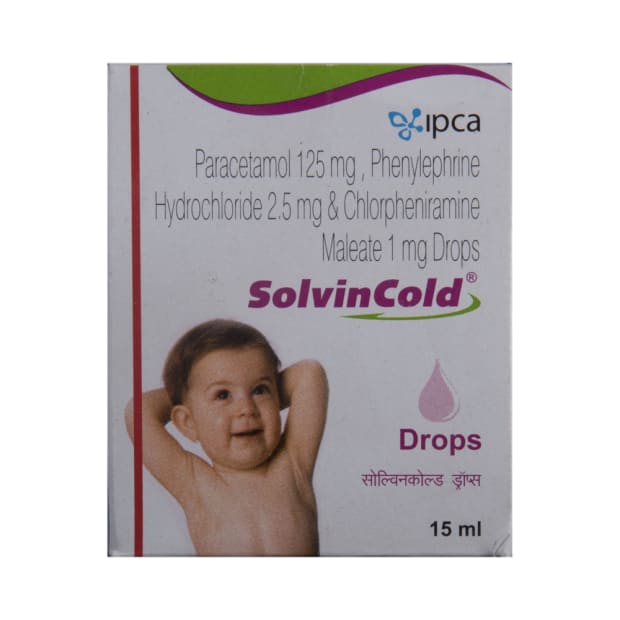 ipca
Paracetamol 125 mg , Phenylephrine
Hydrochloride 2.5 mg & Chlorpheniramine
Maleate 1 mg Drops
SolvinCold®
Drops
सोल्विनकोल्ड ड्रॉप्स
15 ml